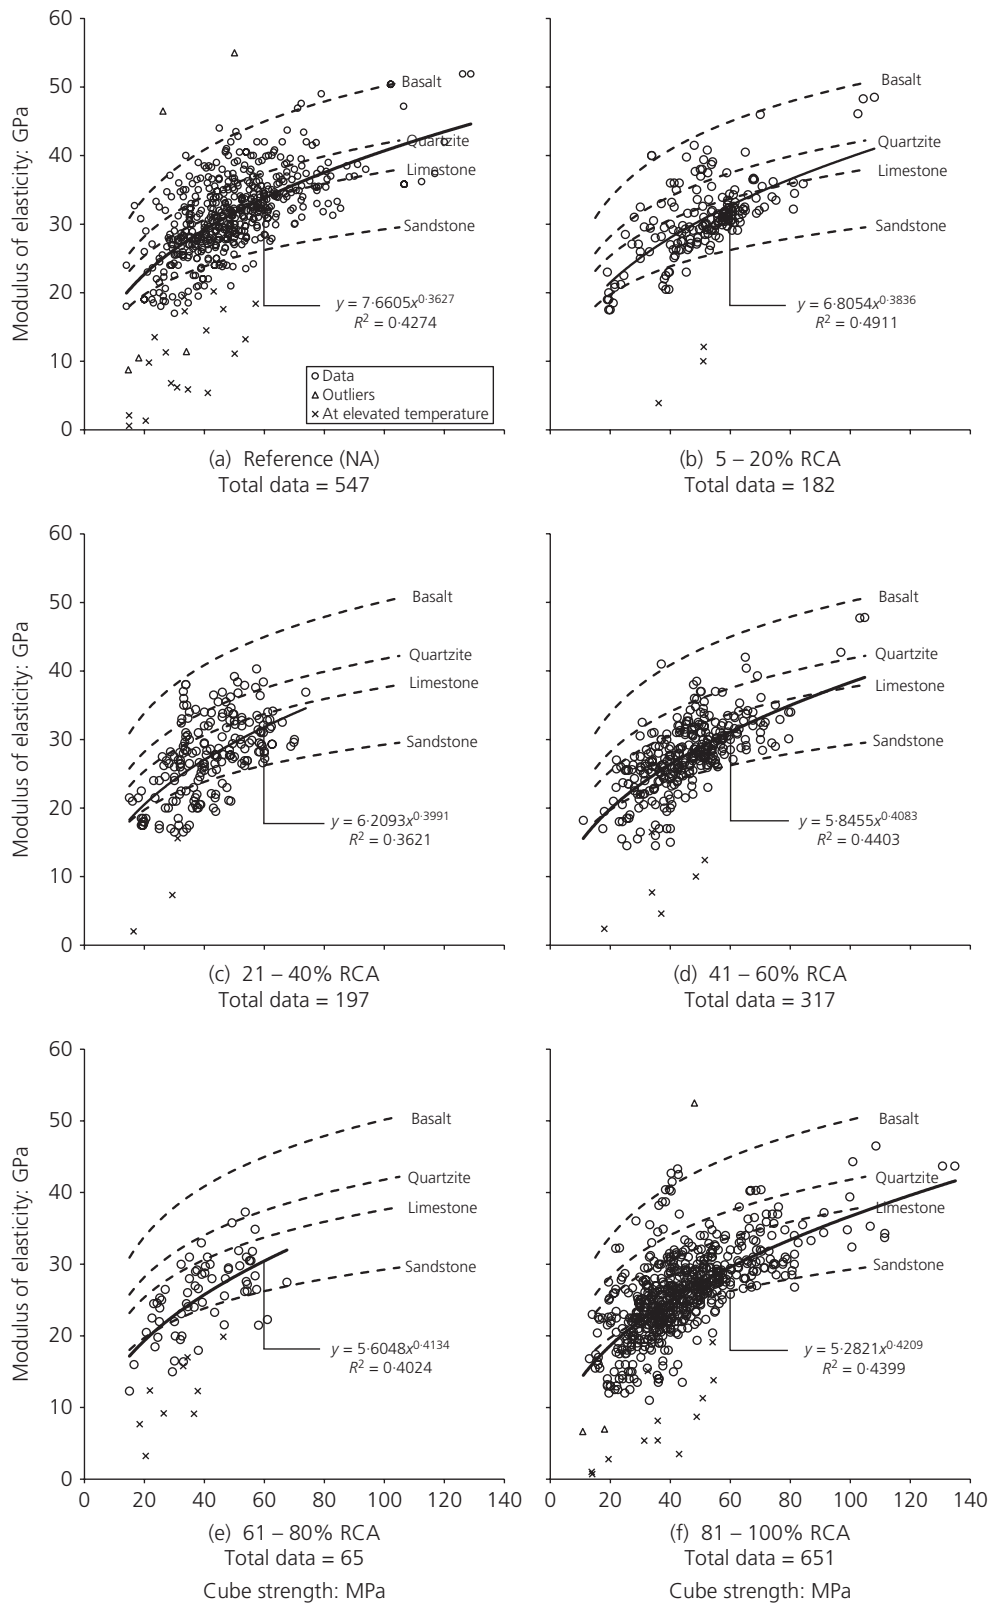 60
50
40
30
20
10
0
Modulus of elasticity: GPa
Basalt
Quartzite
Limestone
Sandstone
y = 7·6605x^0·3627
R² = 0·4274
Data
Outliers
At elevated temperature
(a) Reference (NA)
Total data = 547
Basalt
Quartzite
Limestone
Sandstone
y = 6·8054x^0·3836
R² = 0·4911
(b) 5 – 20% RCA
Total data = 182
60
50
40
30
20
10
0
Modulus of elasticity: GPa
Basalt
Quartzite
Limestone
Sandstone
y = 6·2093x^0·3991
R² = 0·3621
(c) 21 – 40% RCA
Total data = 197
Basalt
Quartzite
Limestone
Sandstone
y = 5·8455x^0·4083
R² = 0·4403
(d) 41 – 60% RCA
Total data = 317
60
50
40
30
20
10
0
Modulus of elasticity: GPa
Basalt
Quartzite
Limestone
Sandstone
y = 5·6048x^0·4134
R² = 0·4024
0 20 40 60 80 100 120 140
(e) 61 – 80% RCA
Total data = 65
Cube strength: MPa
Basalt
Quartzite
Limestone
Sandstone
y = 5·2821x^0·4209
R² = 0·4399
0 20 40 60 80 100 120 140
(f) 81 – 100% RCA
Total data = 651
Cube strength: MPa